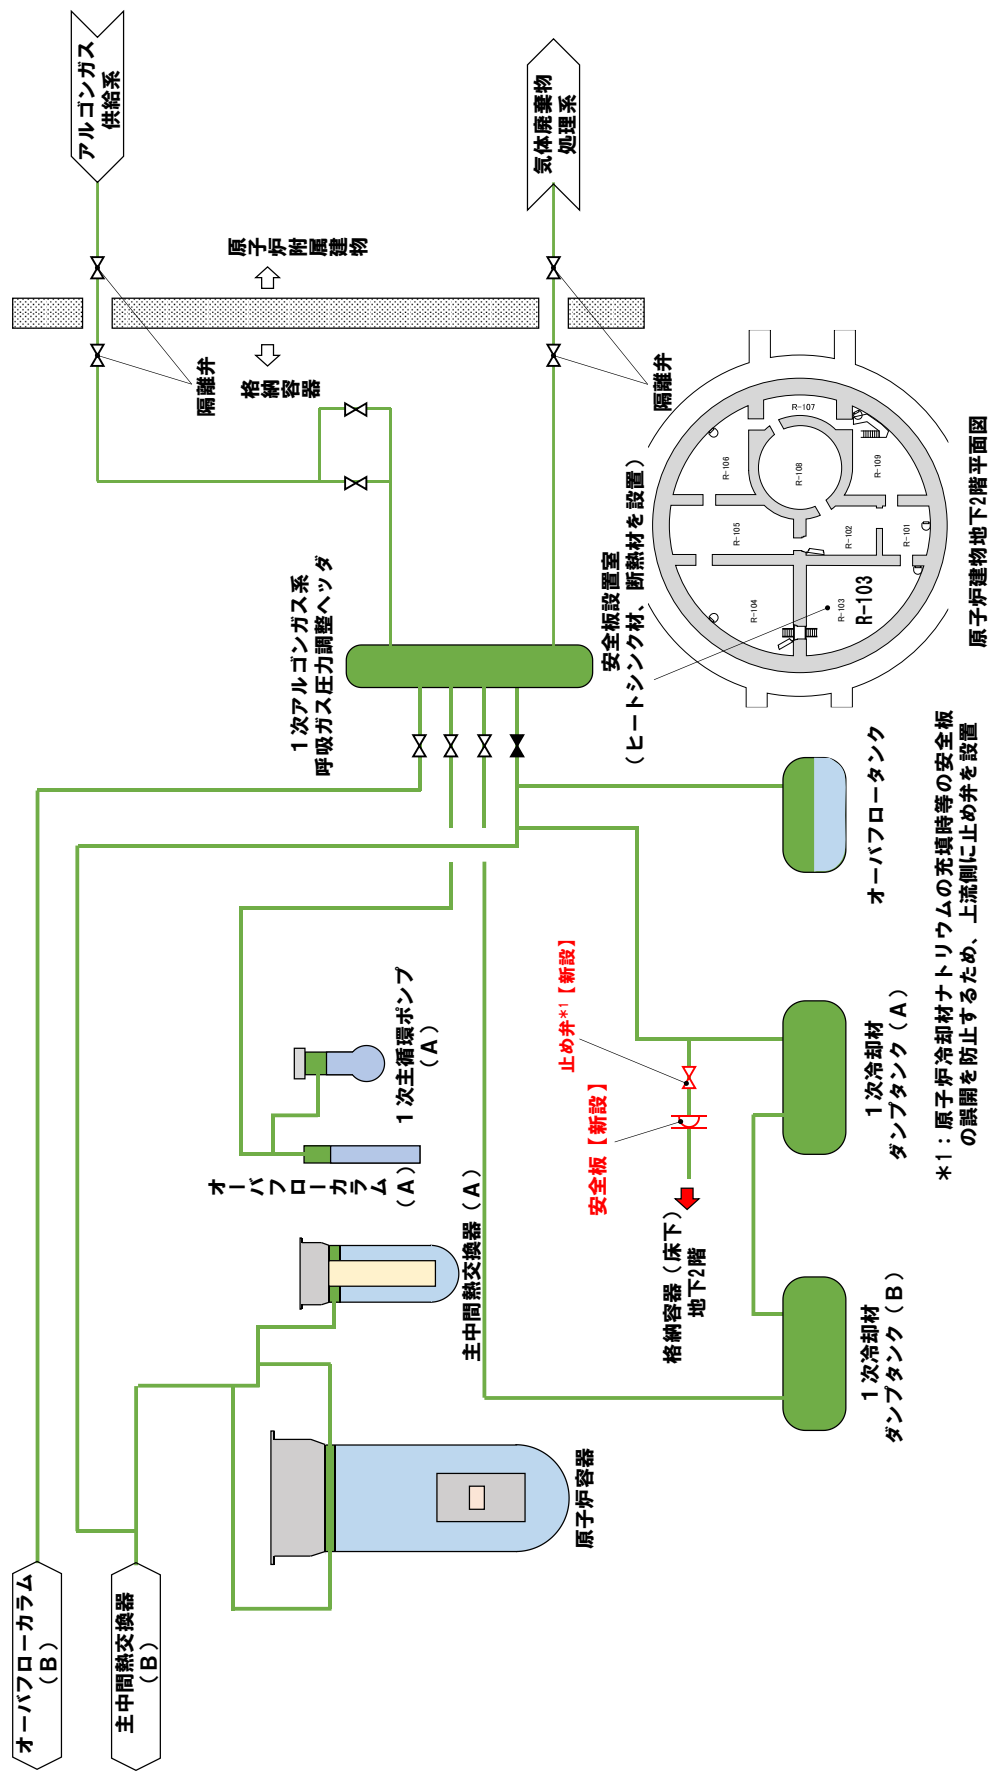 オーバフローカラム
（B）
主中間熱交換器
（B）
原子炉容器
主中間熱交換器（A）
オーバフローカラム
（A）
１次主循環ポンプ
（A）
１次アルゴンガス系
呼吸ガス圧力調整ヘッダ
隔離弁
格納容器
原子炉附属建物
アルゴンガス
供給系
気体廃棄物
処理系
隔離弁
安全板【新設】
止め弁*1【新設】
格納容器（床下）
地下2階
１次冷却材
ダンプタンク（B）
１次冷却材
ダンプタンク（A）
オーバフロータンク
安全板設置室
（ヒートシンク材、断熱材を設置）
R-104
R-105
R-106
R-107
R-108
R-103
R-103
R-102
R-101
R-109
原子炉建物地下2階平面図
*1：原子炉冷却材ナトリウムの充填時等の安全板
の誤開を防止するため、上流側に止め弁を設置